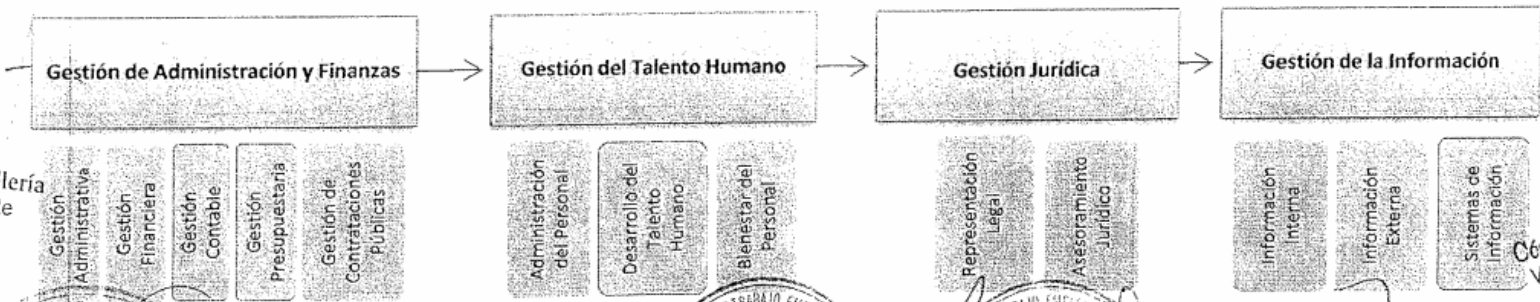 Gestión de Administración y Finanzas
Gestión del Talento Humano
Gestión Jurídica
Gestión de la Información
Gestión
Administrativa
Gestión
Financiera
Gestión
Contable
Gestión
Presupuestaria
Gestión de
Contrataciones
Públicas
Administración
del Personal
Desarrollo del
Talento
Humano
Bienestar del
Personal
Representación
Legal
Asesoramiento
Jurídico
Información
Interna
Información
Externa
Sistemas de
Información
llería
TRABAJO